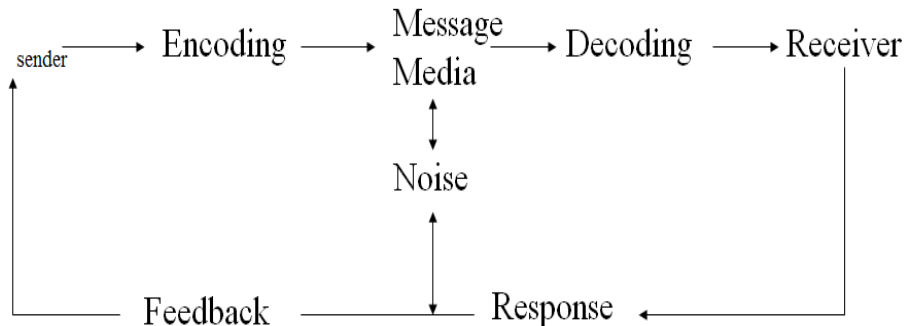 sender
Encoding
Message
Media
Decoding
Receiver
Noise
Feedback
Response